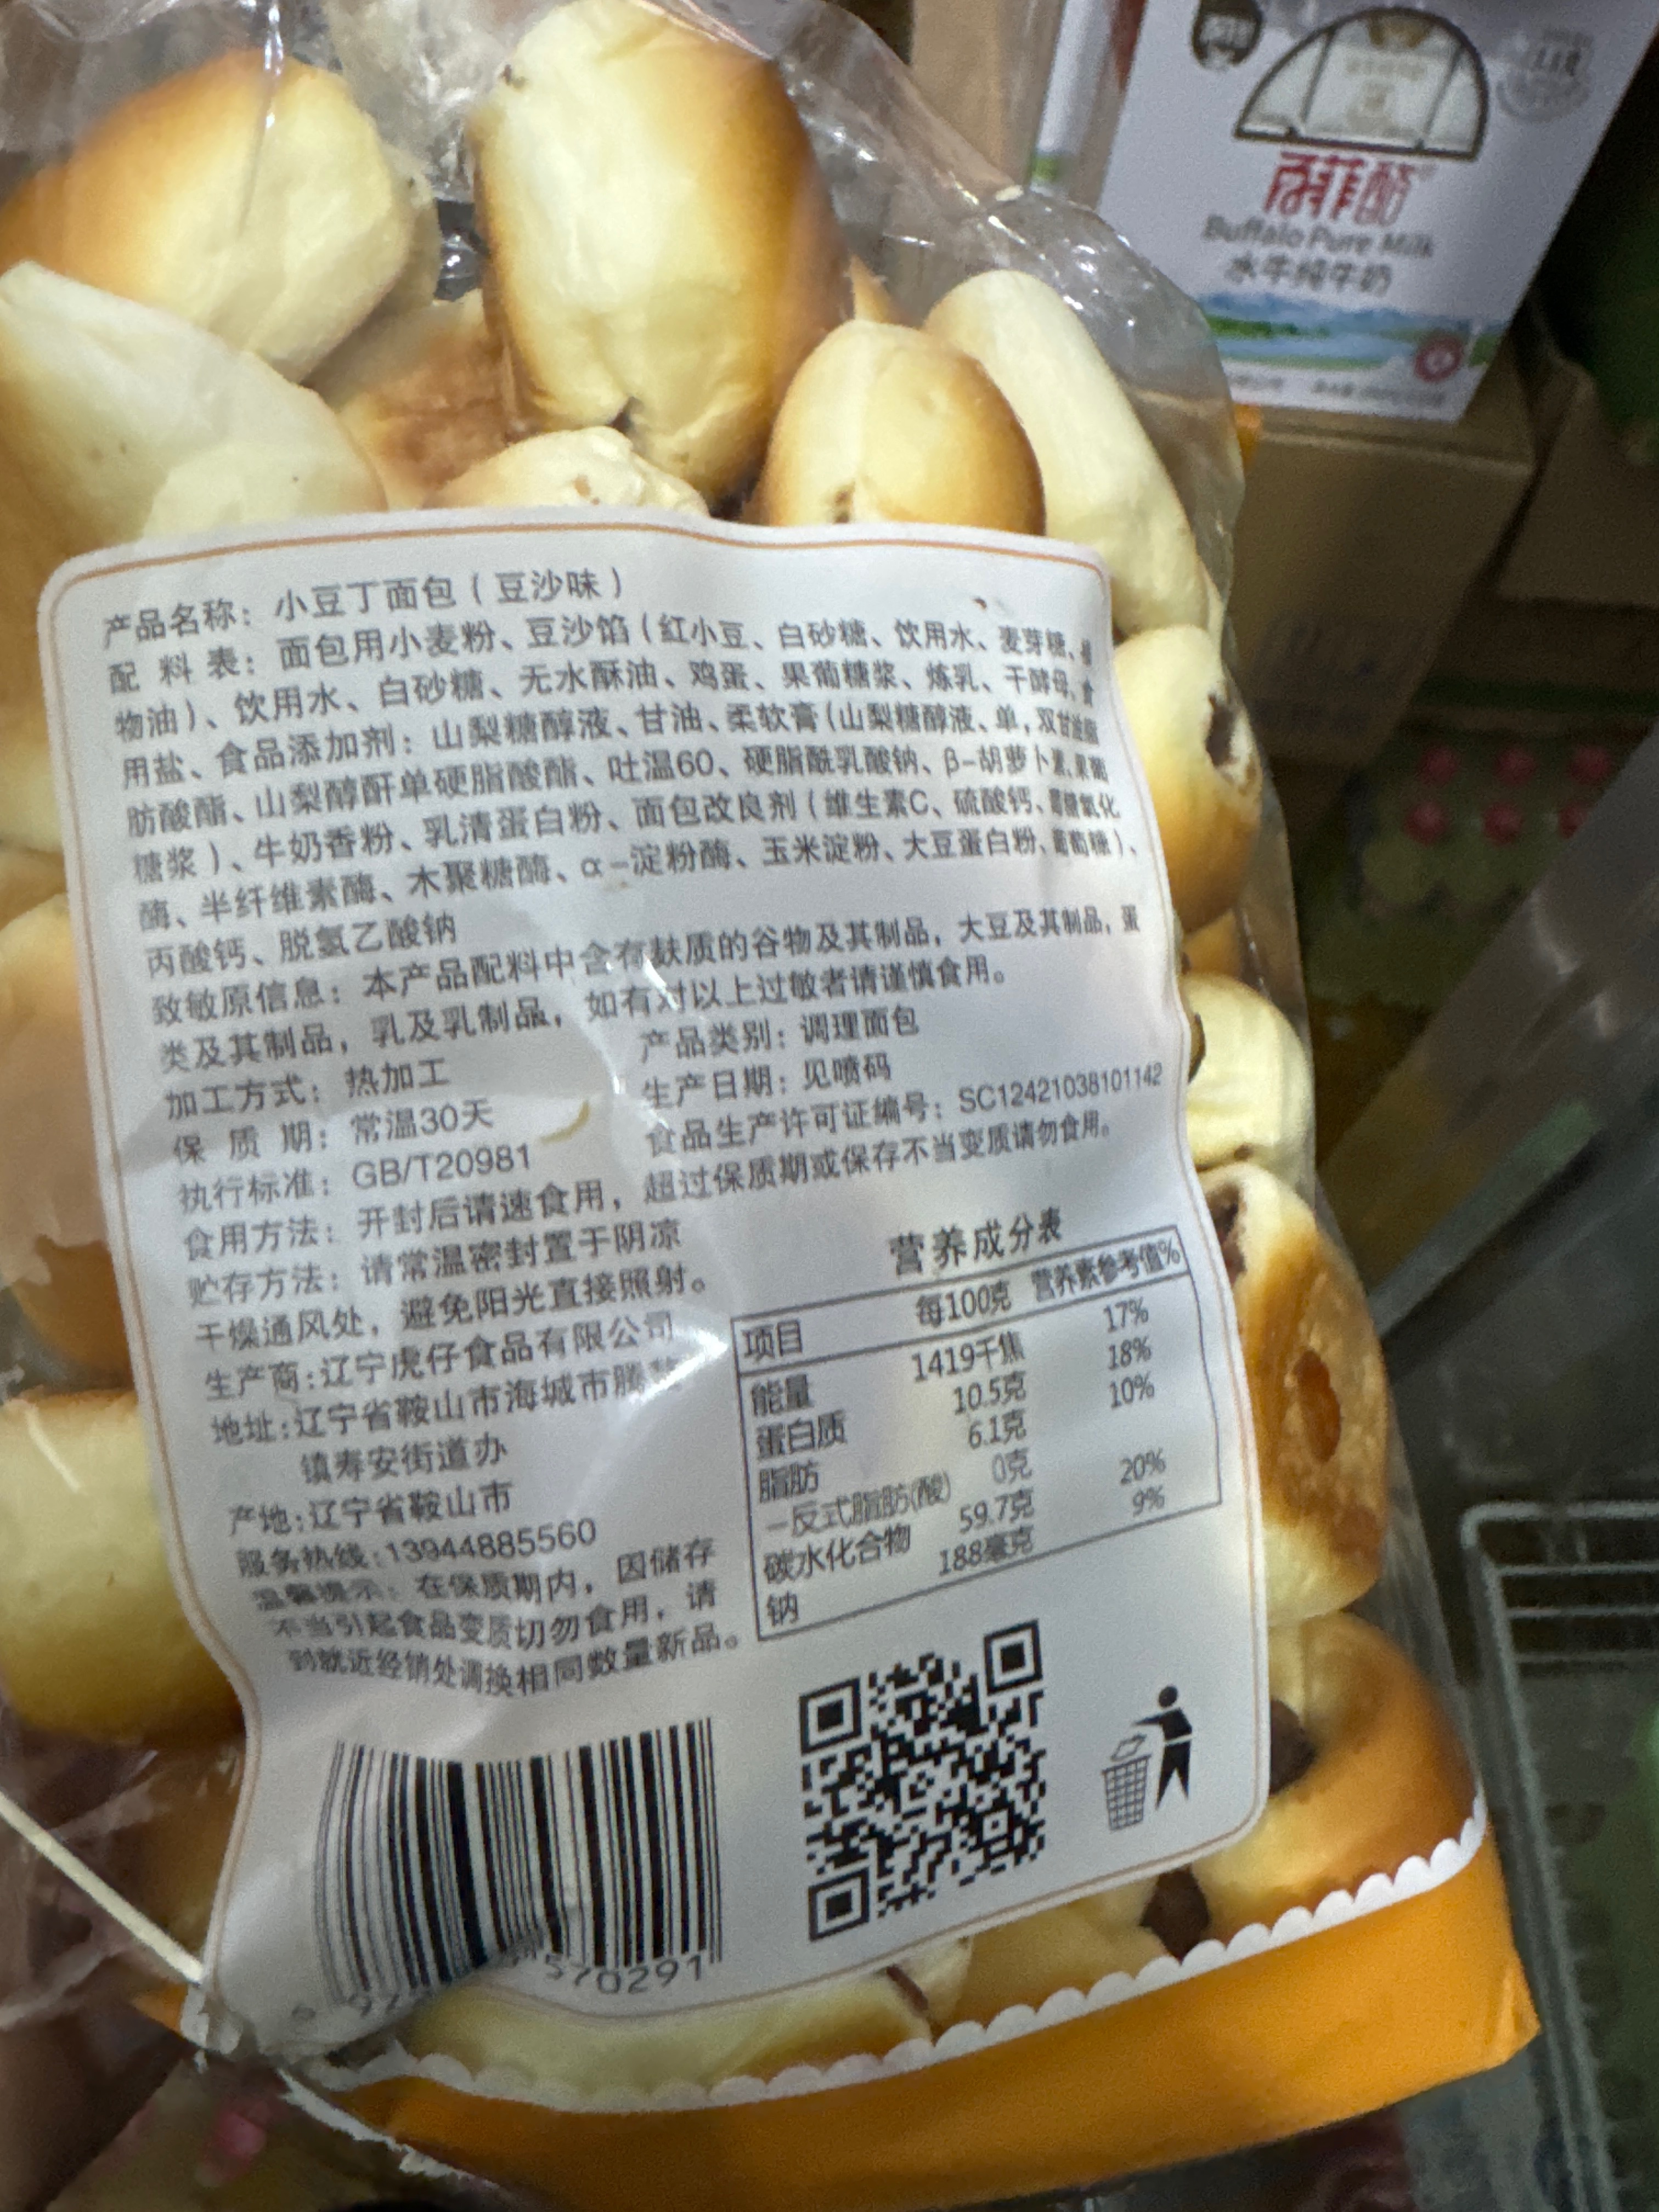 苪菲酪
Buffalo Pure Milk
水牛纯牛奶
产品名称：小豆丁面包（豆沙味）
配 料 表：面包用小麦粉、豆沙馅（红小豆、白砂糖、饮用水、麦芽糖、植
物油）、饮用水、白砂糖、无水酥油、鸡蛋、果葡糖浆、炼乳、干酵母、食
用盐、食品添加剂：山梨糖醇液、甘油、柔软膏（山梨糖醇液、单，双甘油脂
肪酸酯、山梨醇酐单硬脂酸酯、吐温60、硬脂酰乳酸钠、β-胡萝卜素、果葡
糖浆）、牛奶香粉、乳清蛋白粉、面包改良剂（维生素C、硫酸钙、葡糖氧化
酶、半纤维素酶、木聚糖酶、α-淀粉酶、玉米淀粉、大豆蛋白粉、葡萄糖）、
丙酸钙、脱氢乙酸钠
致敏原信息：本产品配料中含有麸质的谷物及其制品，大豆及其制品，蛋
类及其制品，乳及乳制品，如有对以上过敏者请谨慎食用。
加工方式：热加工 产品类别：调理面包
保 质 期：常温30天 生产日期：见喷码
执行标准：GB/T20981 食品生产许可证编号：SC12421038101142
食用方法：开封后请速食用，超过保质期或保存不当变质请勿食用。
贮存方法：请常温密封置于阴凉
干燥通风处，避免阳光直接照射。
生产商:辽宁虎仔食品有限公司
地址:辽宁省鞍山市海城市腾鳌
镇寿安街道办
产地:辽宁省鞍山市
服务热线:13944885560
温馨提示：在保质期内，因储存
不当引起食品变质切勿食用，请
到就近经销处调换相同数量新品。
营养成分表
项目 每100克 营养素参考值%
能量 1419千焦 17%
蛋白质 10.5克 18%
脂肪 6.1克 10%
—反式脂肪(酸) 0克
碳水化合物 59.7克 20%
钠 188毫克 9%
570291